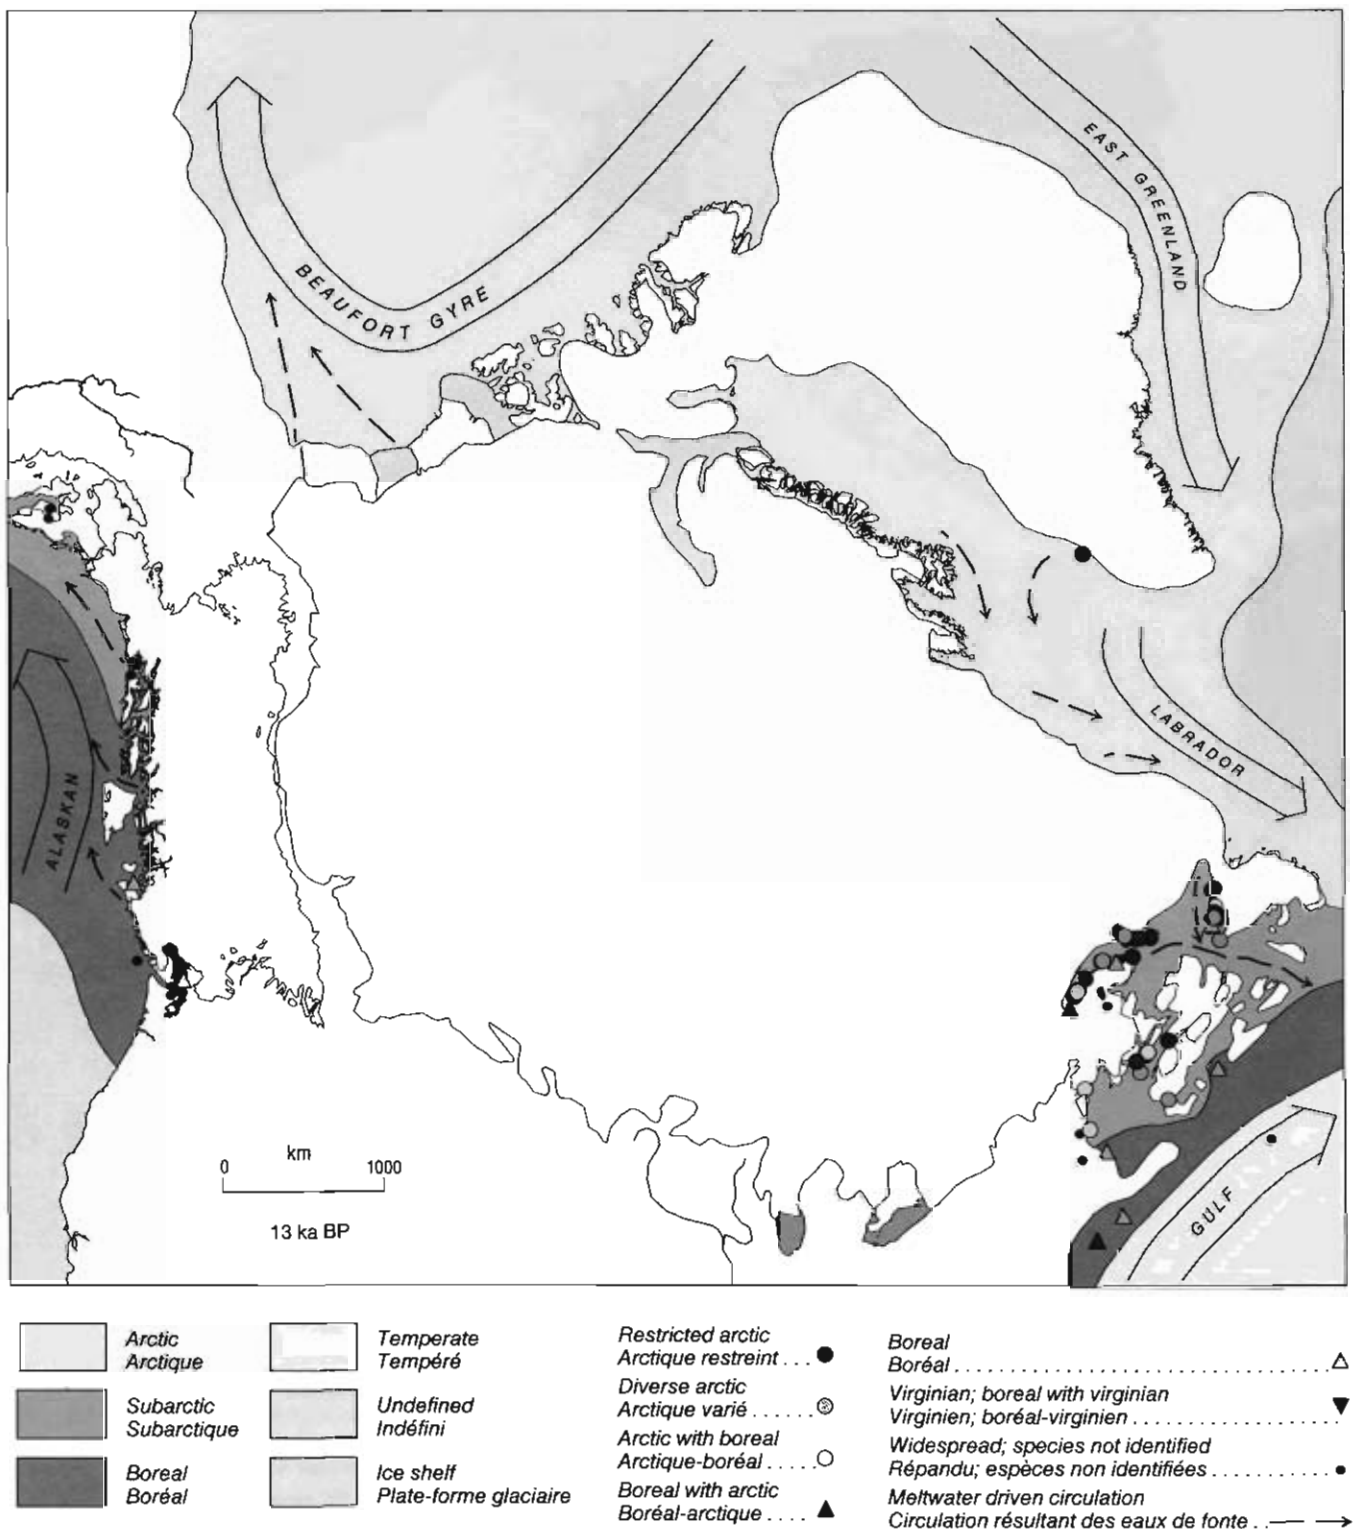 EAST GREENLAND
BEAUFORT GYRE
LABRADOR
ALASKAN
GULF
km
0 1000
13 ka BP
Arctic
Arctique
Subarctic
Subarctique
Boreal
Boréal
Temperate
Tempéré
Undefined
Indéfini
Ice shelf
Plate-forme glaciaire
Restricted arctic
Arctique restreint
Diverse arctic
Arctique varié
Arctic with boreal
Arctique-boréal
Boreal with arctic
Boréal-arctique
Boreal
Boréal
Virginian; boreal with virginian
Virginien; boréal-virginien
Widespread; species not identified
Répandu; espèces non identifiées
Meltwater driven circulation
Circulation résultant des eaux de fonte